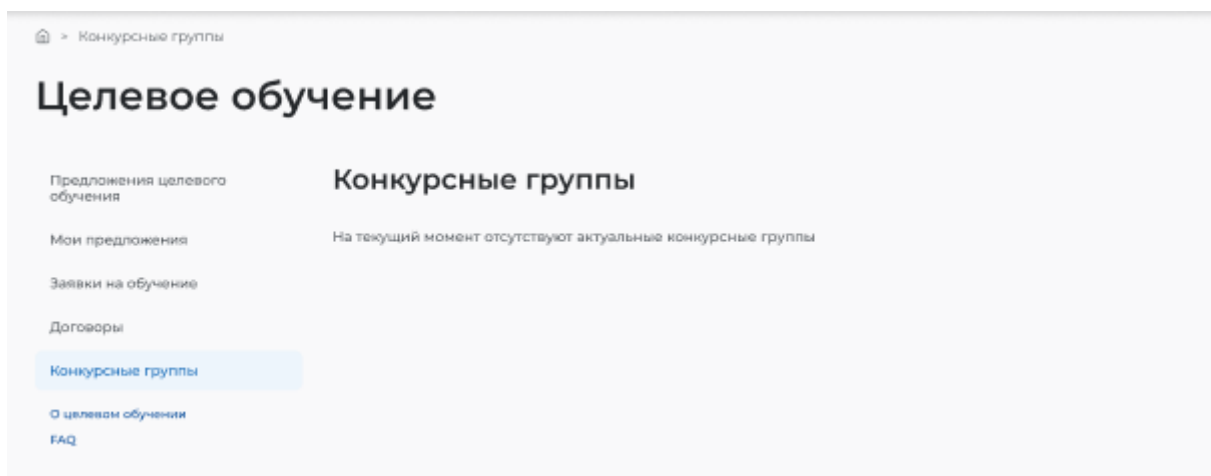 > Конкурсные группы
Целевое обучение
Предложения целевого
обучения
Мои предложения
Заявки на обучение
Договоры
Конкурсные группы
О целевом обучении
FAQ
Конкурсные группы
На текущий момент отсутствуют актуальные конкурсные группы